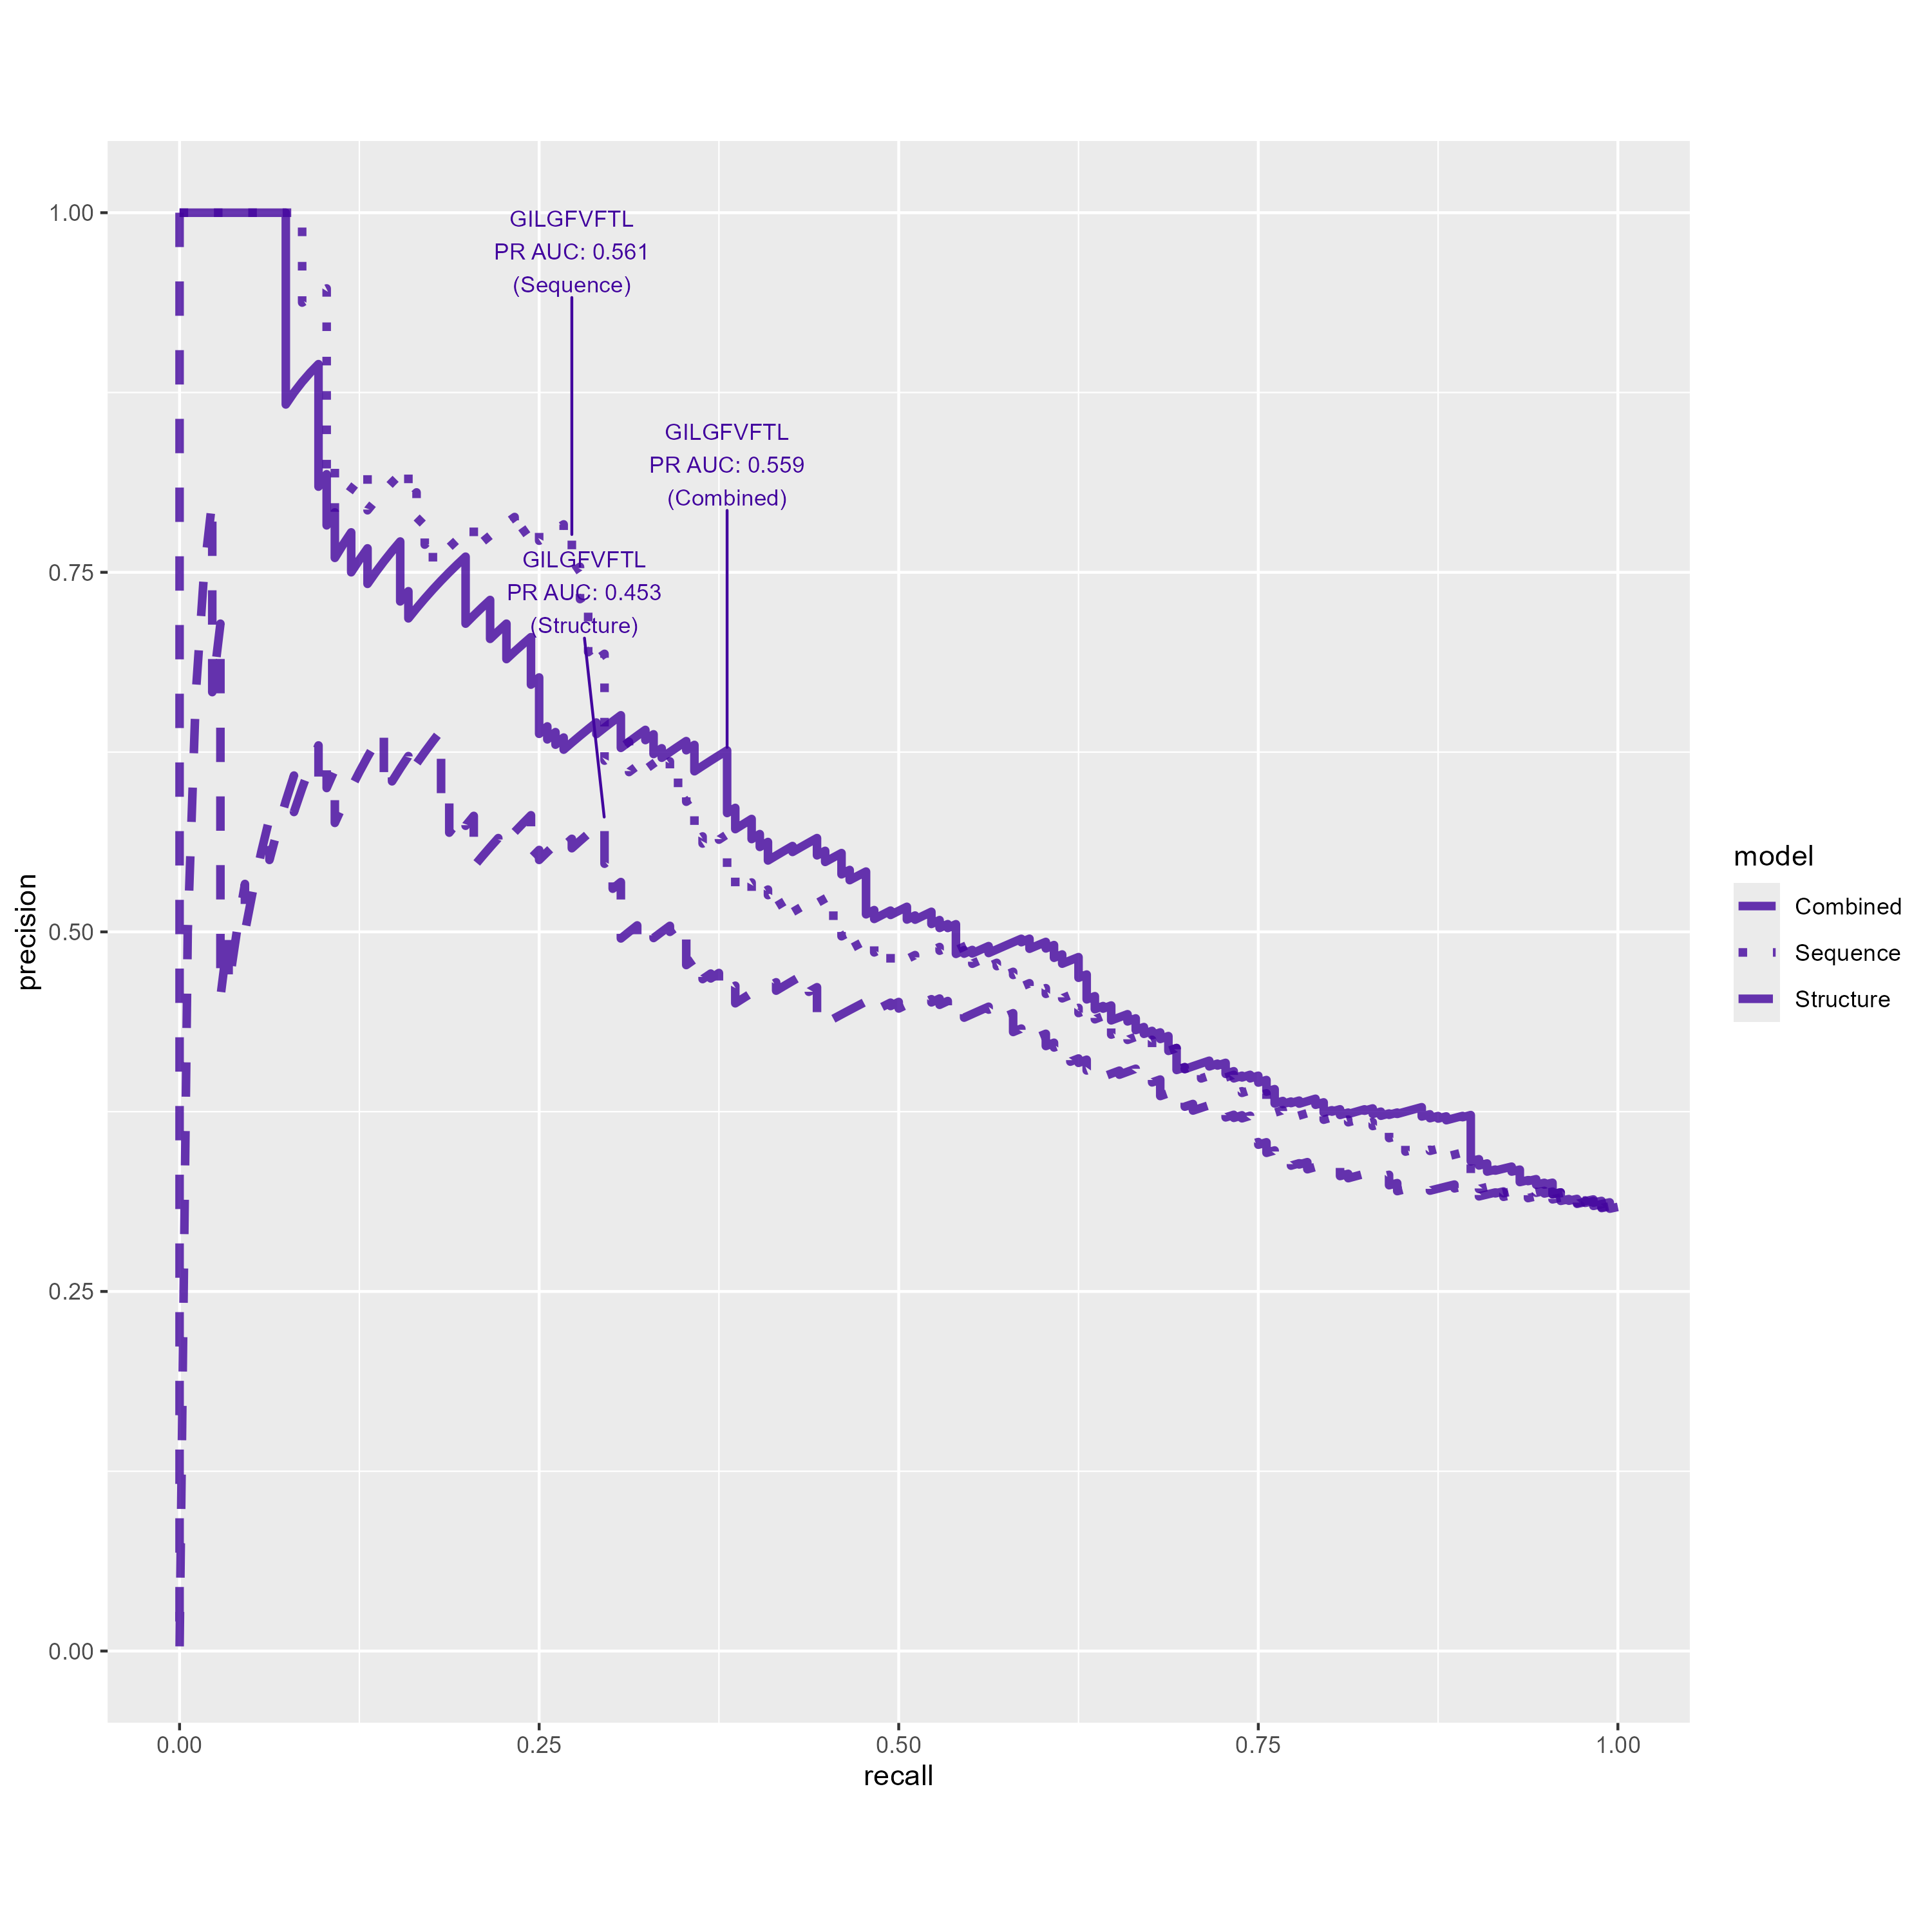 GILGFVFTL
PR AUC: 0.561
(Sequence)
GILGFVFTL
PR AUC: 0.559
(Combined)
GILGFVFTL
PR AUC: 0.453
(Structure)
1.00
0.75
0.50
0.25
0.00
precision
0.00
0.25
0.50
0.75
1.00
recall
model
Combined
Sequence
Structure